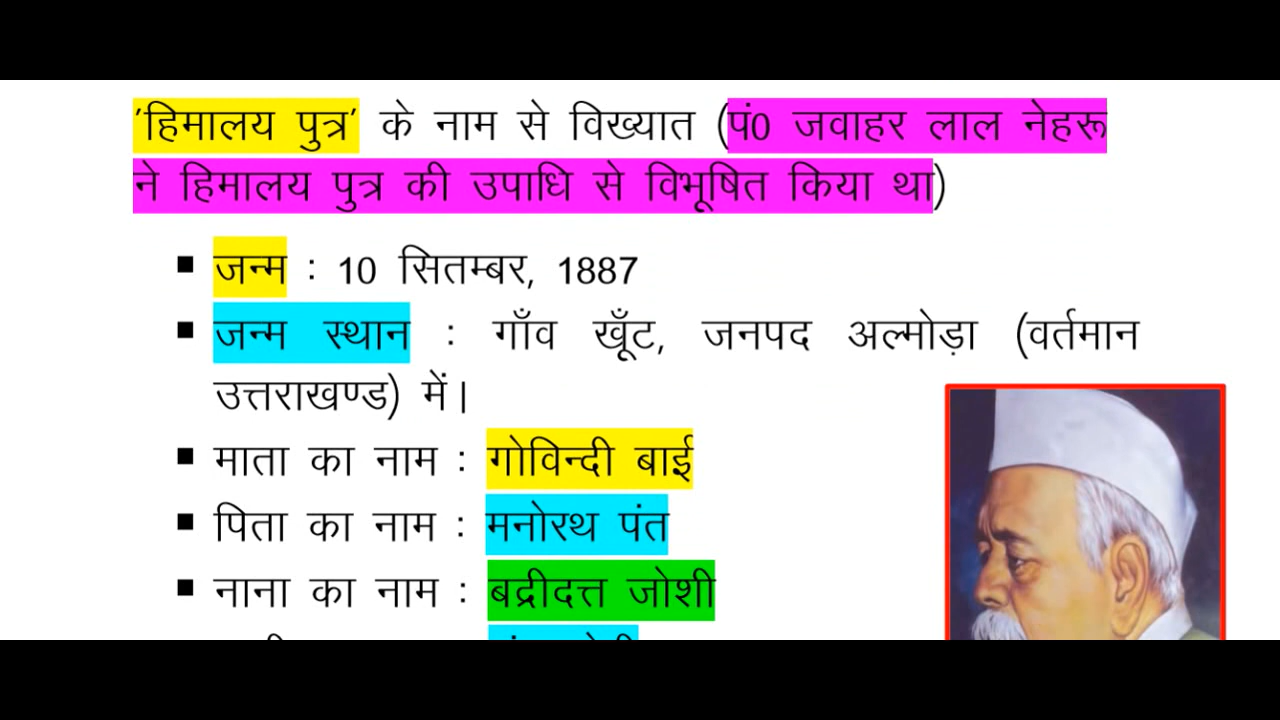 'हिमालय पुत्र' के नाम से विख्यात (पं0 जवाहर लाल नेहरू
ने हिमालय पुत्र की उपाधि से विभूषित किया था)
▪ जन्म : 10 सितम्बर, 1887
▪ जन्म स्थान : गाँव खूँट, जनपद अल्मोड़ा (वर्तमान
उत्तराखण्ड) में।
▪ माता का नाम : गोविन्दी बाई
▪ पिता का नाम : मनोरथ पंत
▪ नाना का नाम : बद्रीदत्त जोशी